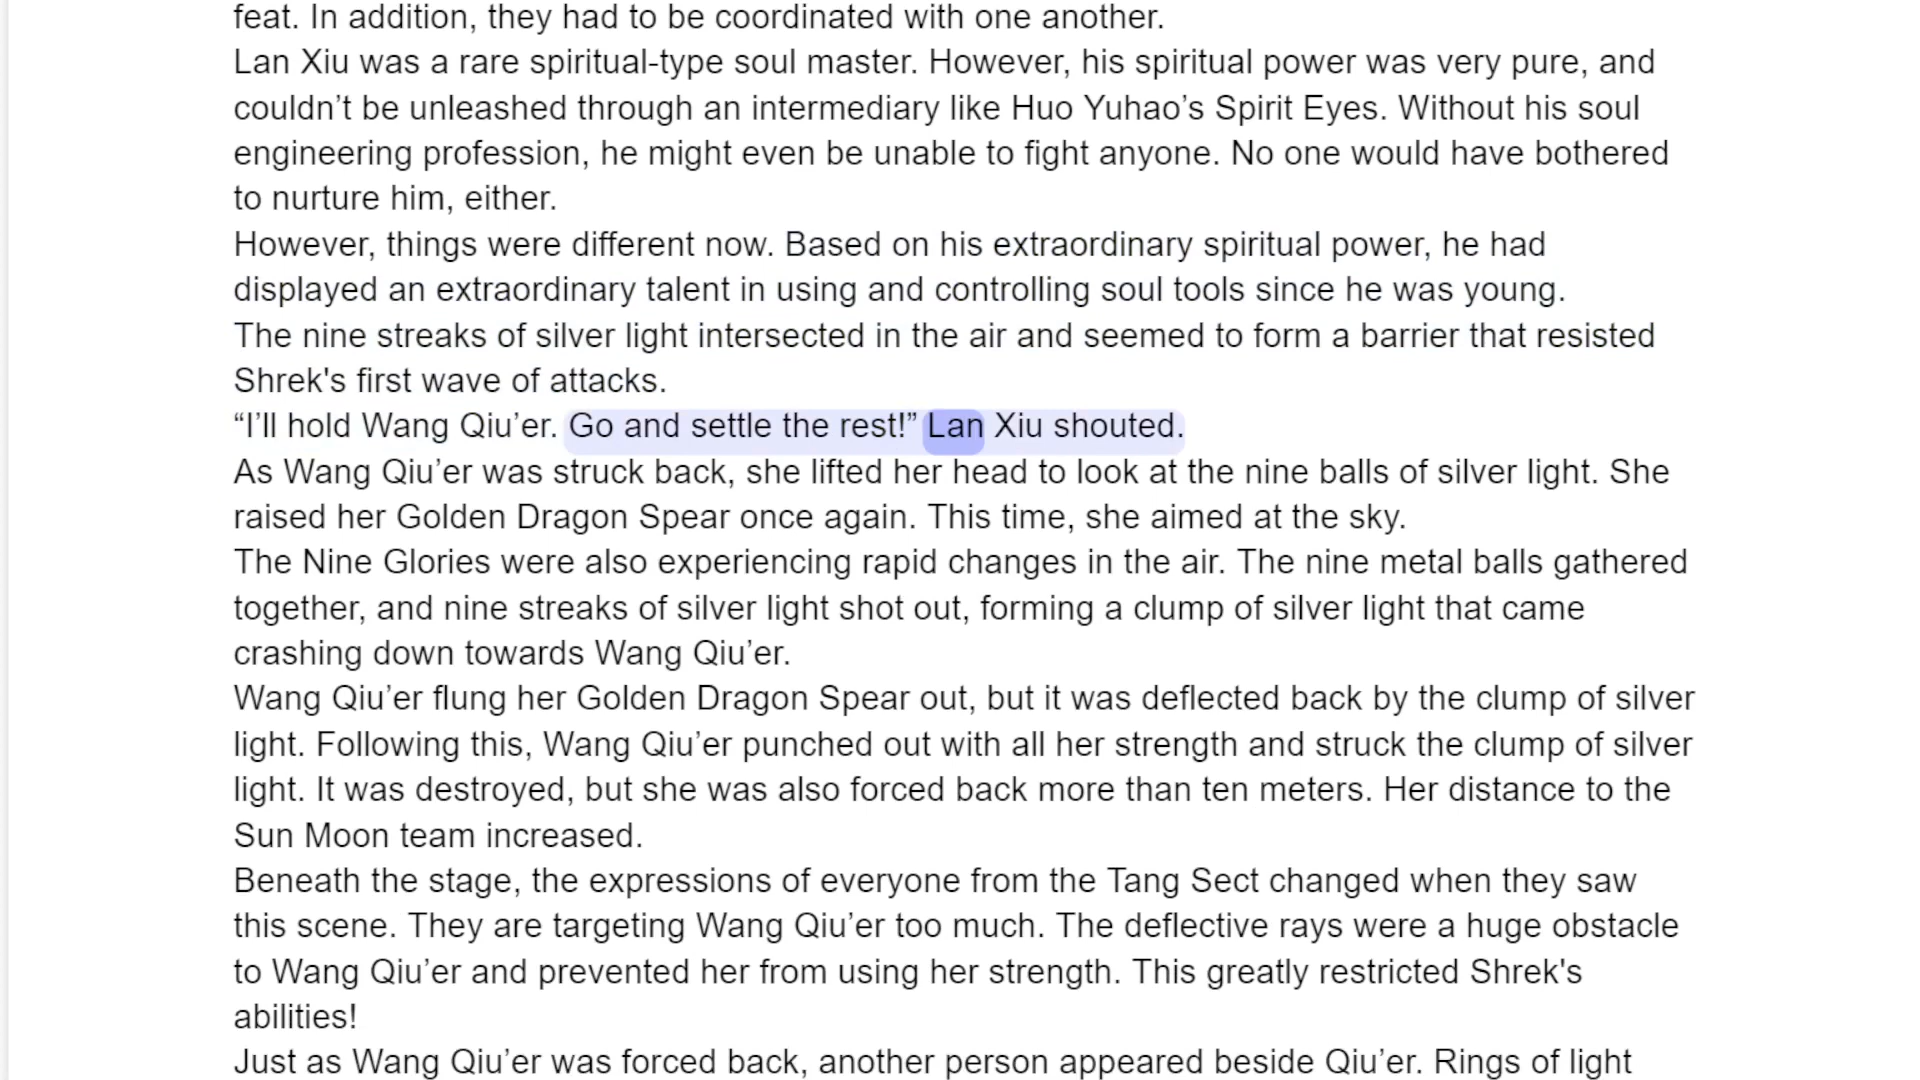 feat. In addition, they had to be coordinated with one another.
Lan Xiu was a rare spiritual-type soul master. However, his spiritual power was very pure, and
couldn’t be unleashed through an intermediary like Huo Yuhao’s Spirit Eyes. Without his soul
engineering profession, he might even be unable to fight anyone. No one would have bothered
to nurture him, either.
However, things were different now. Based on his extraordinary spiritual power, he had
displayed an extraordinary talent in using and controlling soul tools since he was young.
The nine streaks of silver light intersected in the air and seemed to form a barrier that resisted
Shrek's first wave of attacks.
“I’ll hold Wang Qiu’er. Go and settle the rest!” Lan Xiu shouted.
As Wang Qiu’er was struck back, she lifted her head to look at the nine balls of silver light. She
raised her Golden Dragon Spear once again. This time, she aimed at the sky.
The Nine Glories were also experiencing rapid changes in the air. The nine metal balls gathered
together, and nine streaks of silver light shot out, forming a clump of silver light that came
crashing down towards Wang Qiu’er.
Wang Qiu’er flung her Golden Dragon Spear out, but it was deflected back by the clump of silver
light. Following this, Wang Qiu’er punched out with all her strength and struck the clump of silver
light. It was destroyed, but she was also forced back more than ten meters. Her distance to the
Sun Moon team increased.
Beneath the stage, the expressions of everyone from the Tang Sect changed when they saw
this scene. They are targeting Wang Qiu’er too much. The deflective rays were a huge obstacle
to Wang Qiu’er and prevented her from using her strength. This greatly restricted Shrek's
abilities!
Just as Wang Qiu’er was forced back, another person appeared beside Qiu’er. Rings of light